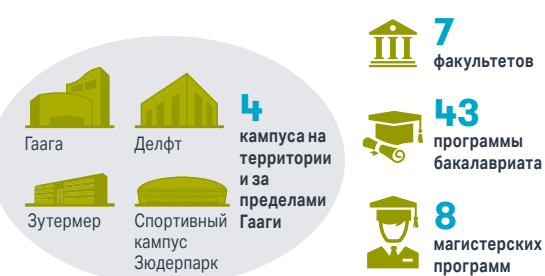 Гаага
Делфт
Зутермер
Спортивный
кампус
Зюдерпарк
4
кампуса на
территории
и за
пределами
Гааги
7
факультетов
43
программы
бакалавриата
8
магистерских
программ